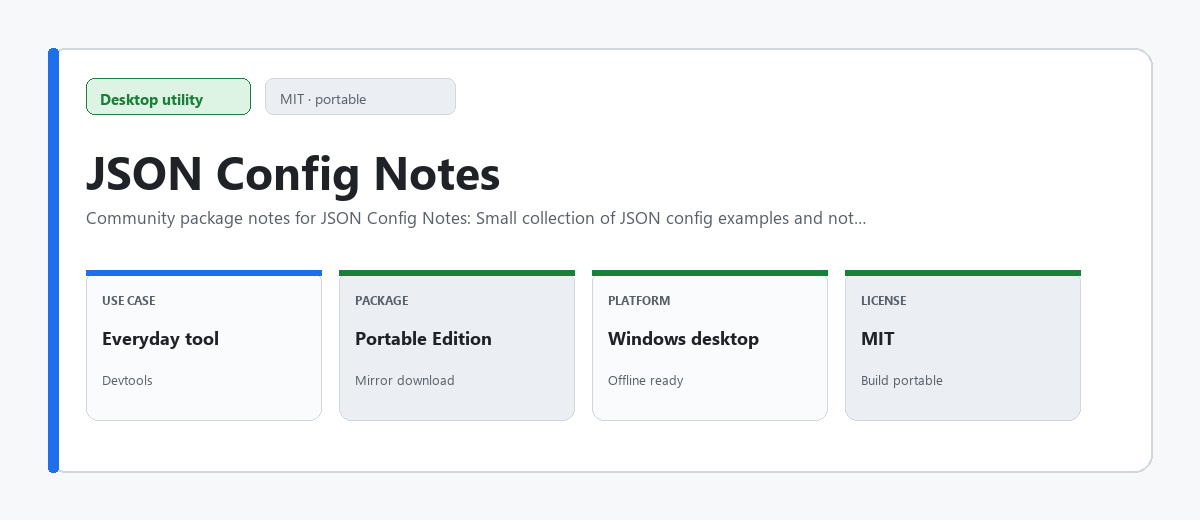 Desktop utility
MIT · portable
JSON Config Notes
Community package notes for JSON Config Notes: Small collection of JSON config examples and not...
USE CASE
Everyday tool
Devtools
PACKAGE
Portable Edition
Mirror download
PLATFORM
Windows desktop
Offline ready
LICENSE
MIT
Build portable